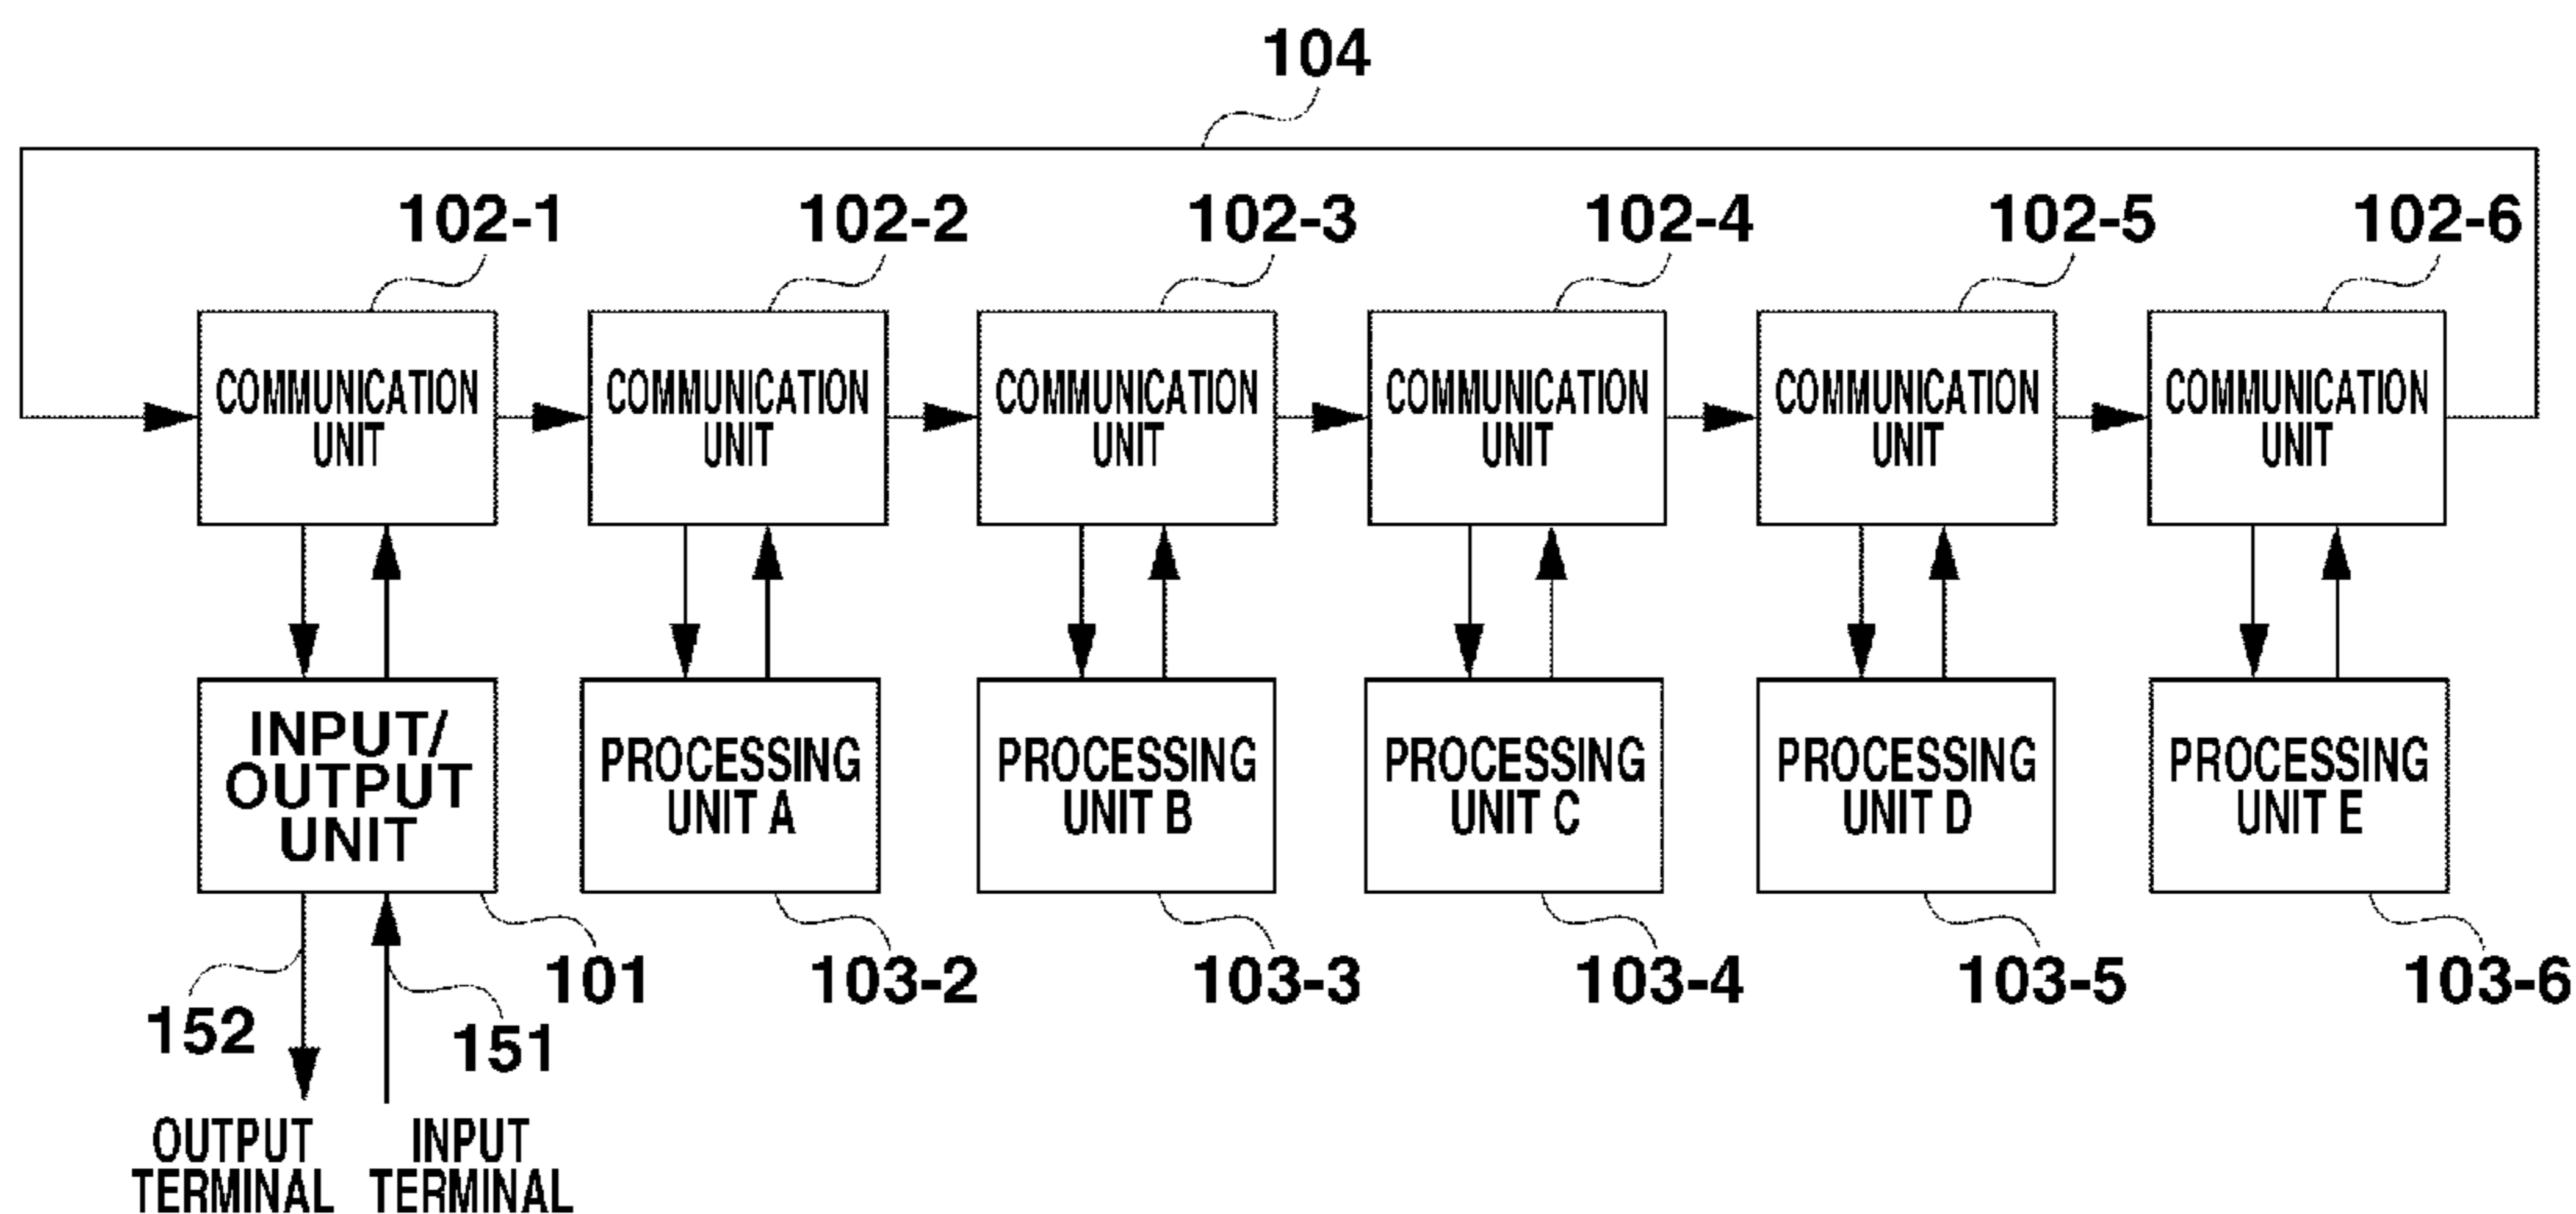 104
102-1
102-2
102-3
102-4
102-5
102-6
COMMUNICATION
UNIT
COMMUNICATION
UNIT
COMMUNICATION
UNIT
COMMUNICATION
UNIT
COMMUNICATION
UNIT
COMMUNICATION
UNIT
INPUT/
OUTPUT
UNIT
PROCESSING
UNIT A
PROCESSING
UNIT B
PROCESSING
UNIT C
PROCESSING
UNIT D
PROCESSING
UNIT E
101
103-2
103-3
103-4
103-5
103-6
152
151
OUTPUT
TERMINAL
INPUT
TERMINAL